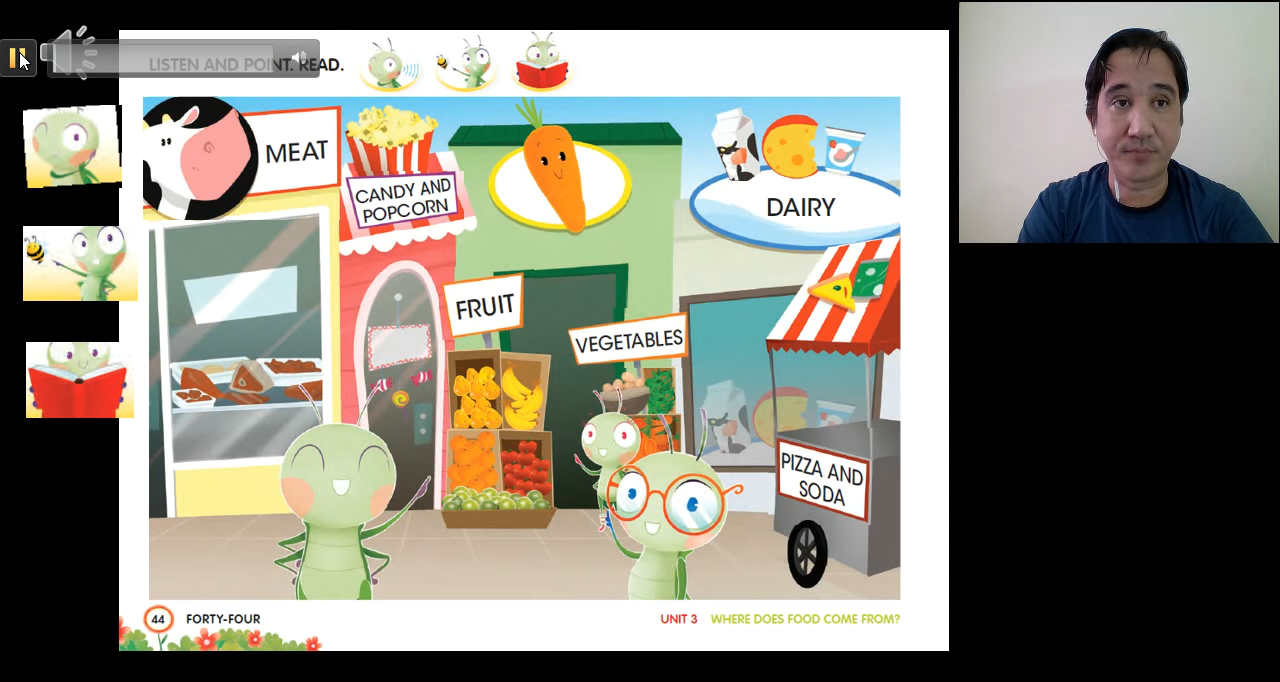 LISTEN AND POINT. READ.
MEAT
CANDY AND
POPCORN
DAIRY
FRUIT
VEGETABLES
PIZZA AND
SODA
44 FORTY-FOUR
UNIT 3 WHERE DOES FOOD COME FROM?